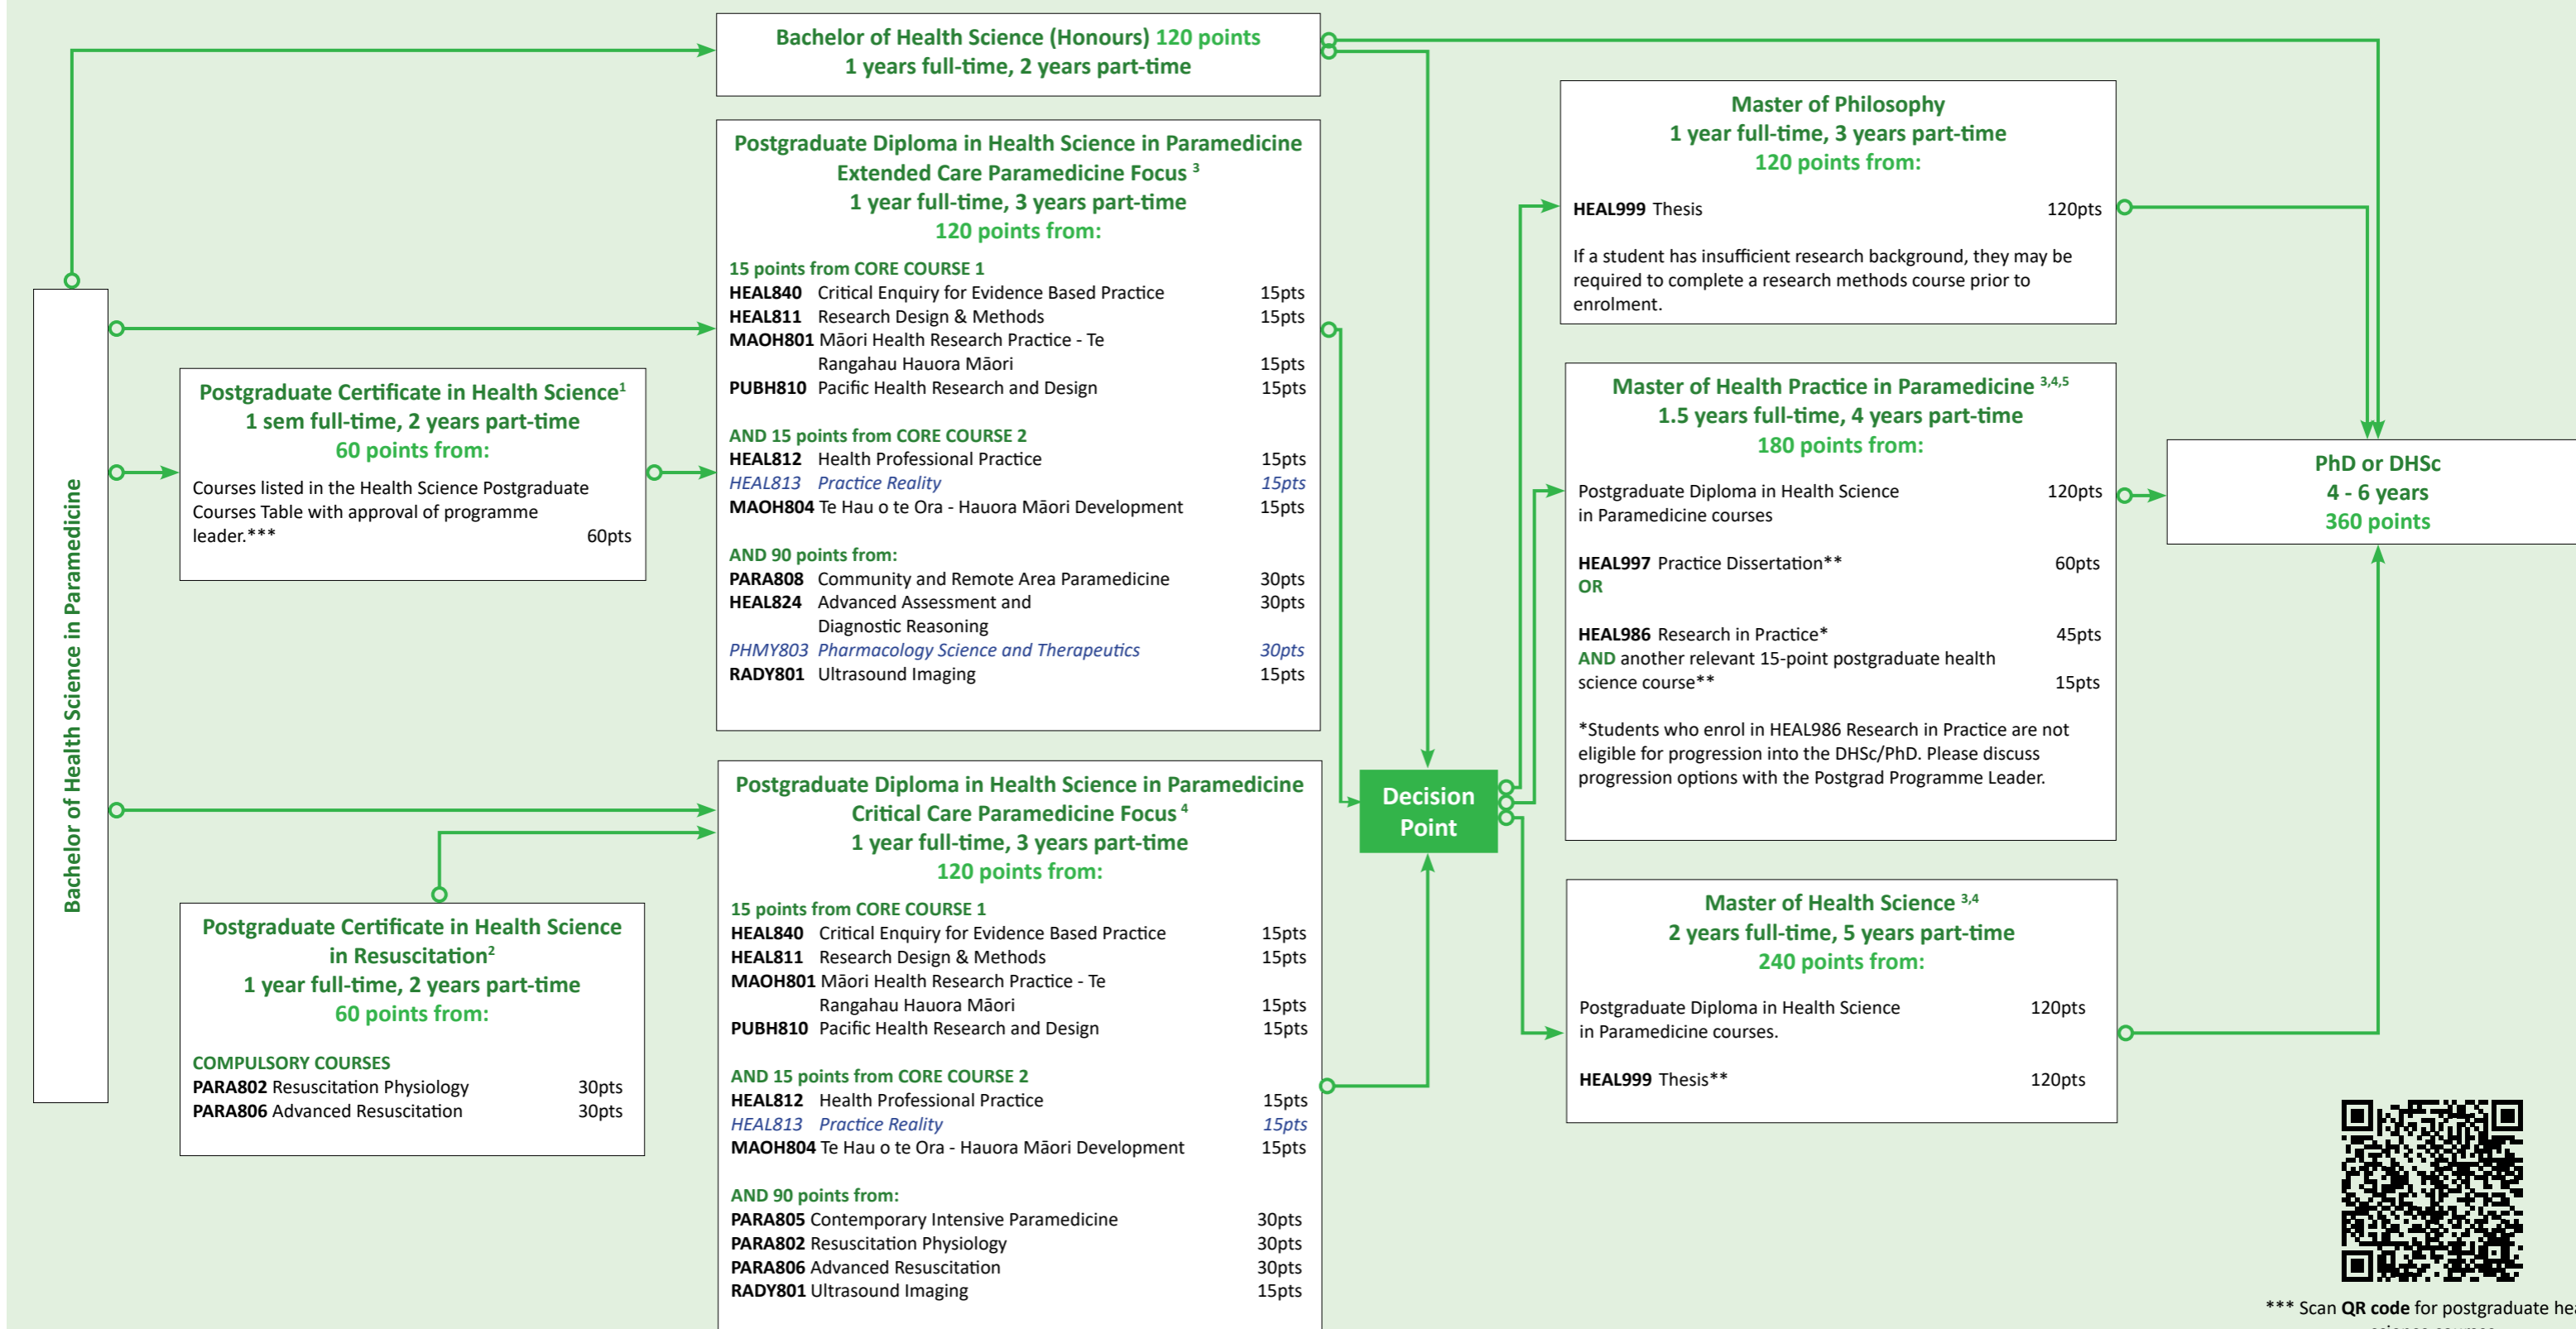 Bachelor of Health Science (Honours) 120 points
1 years full-time, 2 years part-time
Bachelor of Health Science in Paramedicine
Postgraduate Certificate in Health Science1
1 sem full-time, 2 years part-time
60 points from:
Courses listed in the Health Science Postgraduate
Courses Table with approval of programme
leader.*** 60pts
Postgraduate Certificate in Health Science
in Resuscitation2
1 year full-time, 2 years part-time
60 points from:
COMPULSORY COURSES
PARA802 Resuscitation Physiology 30pts
PARA806 Advanced Resuscitation 30pts
Postgraduate Diploma in Health Science in Paramedicine
Extended Care Paramedicine Focus 3
1 year full-time, 3 years part-time
120 points from:
15 points from CORE COURSE 1
HEAL840 Critical Enquiry for Evidence Based Practice 15pts
HEAL811 Research Design & Methods 15pts
MAOH801 Māori Health Research Practice - Te
Rangahau Hauora Māori 15pts
PUBH810 Pacific Health Research and Design 15pts
AND 15 points from CORE COURSE 2
HEAL812 Health Professional Practice 15pts
HEAL813 Practice Reality 15pts
MAOH804 Te Hau o te Ora - Hauora Māori Development 15pts
AND 90 points from:
PARA808 Community and Remote Area Paramedicine 30pts
HEAL824 Advanced Assessment and 30pts
Diagnostic Reasoning
PHMY803 Pharmacology Science and Therapeutics 30pts
RADY801 Ultrasound Imaging 15pts
Postgraduate Diploma in Health Science in Paramedicine
Critical Care Paramedicine Focus 4
1 year full-time, 3 years part-time
120 points from:
15 points from CORE COURSE 1
HEAL840 Critical Enquiry for Evidence Based Practice 15pts
HEAL811 Research Design & Methods 15pts
MAOH801 Māori Health Research Practice - Te
Rangahau Hauora Māori 15pts
PUBH810 Pacific Health Research and Design 15pts
AND 15 points from CORE COURSE 2
HEAL812 Health Professional Practice 15pts
HEAL813 Practice Reality 15pts
MAOH804 Te Hau o te Ora - Hauora Māori Development 15pts
AND 90 points from:
PARA805 Contemporary Intensive Paramedicine 30pts
PARA802 Resuscitation Physiology 30pts
PARA806 Advanced Resuscitation 30pts
RADY801 Ultrasound Imaging 15pts
Decision
Point
Master of Philosophy
1 year full-time, 3 years part-time
120 points from:
HEAL999 Thesis 120pts
If a student has insufficient research background, they may be
required to complete a research methods course prior to
enrolment.
Master of Health Practice in Paramedicine 3,4,5
1.5 years full-time, 4 years part-time
180 points from:
Postgraduate Diploma in Health Science 120pts
in Paramedicine courses
HEAL997 Practice Dissertation** 60pts
OR
HEAL986 Research in Practice* 45pts
AND another relevant 15-point postgraduate health
science course** 15pts
*Students who enrol in HEAL986 Research in Practice are not
eligible for progression into the DHSc/PhD. Please discuss
progression options with the Postgrad Programme Leader.
Master of Health Science 3,4
2 years full-time, 5 years part-time
240 points from:
Postgraduate Diploma in Health Science 120pts
in Paramedicine courses.
HEAL999 Thesis** 120pts
PhD or DHSc
4 - 6 years
360 points
*** Scan QR code for postgraduate hea